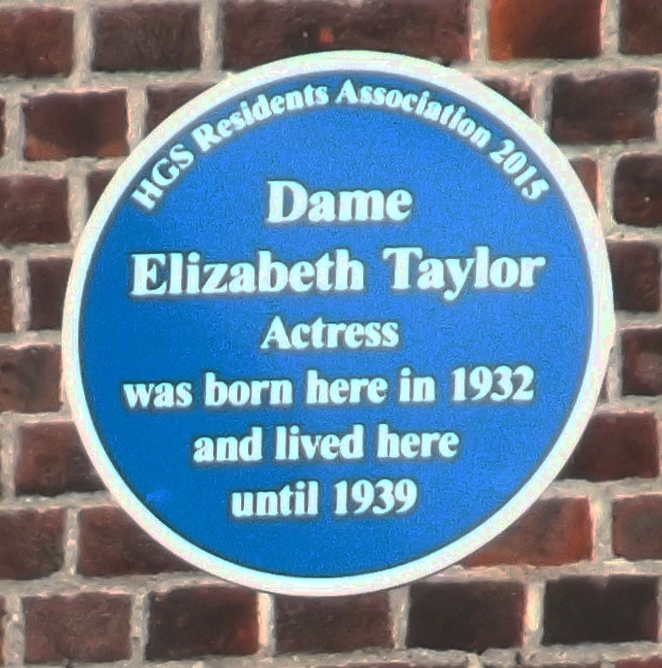 HGS Residents Association 2015
Dame
Elizabeth Taylor
Actress
was born here in 1932
and lived here
until 1939